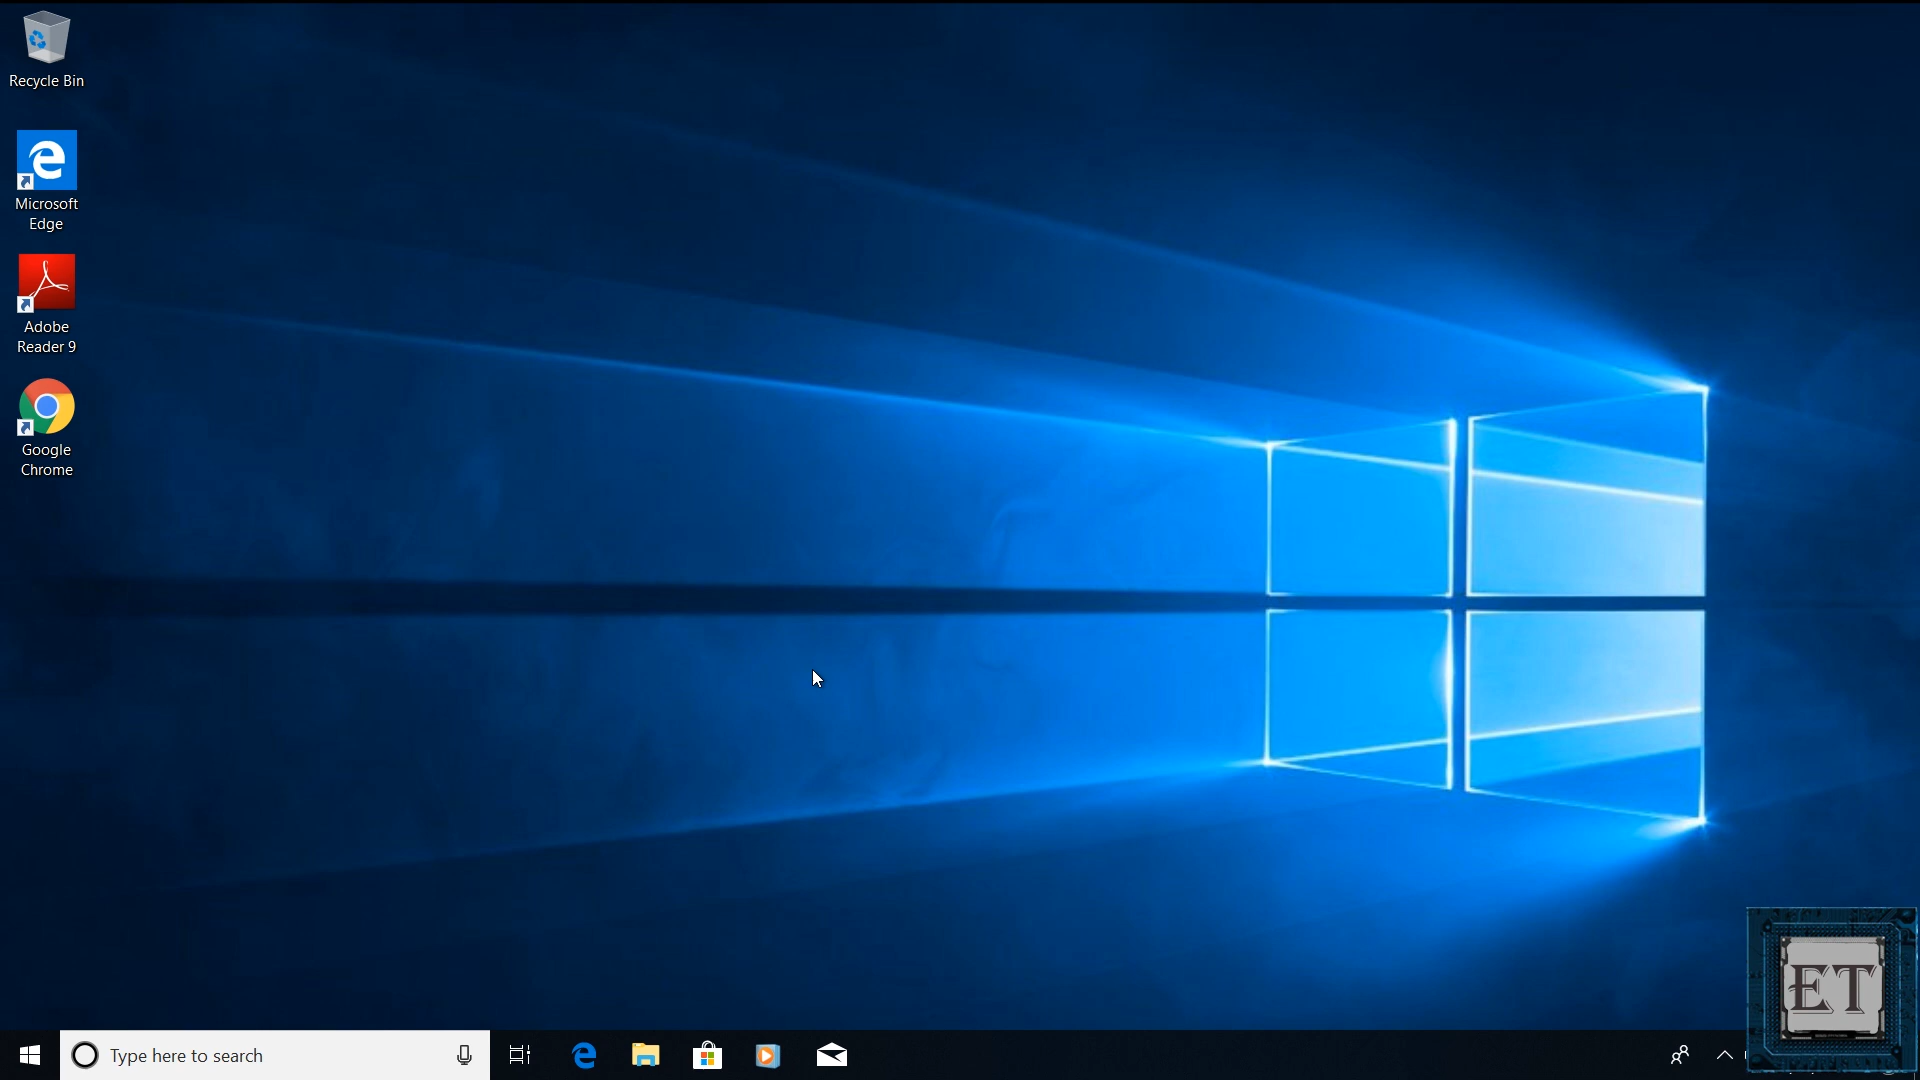 Recycle Bin
Microsoft
Edge
Adobe
Reader 9
Google
Chrome
ET
Type here to search